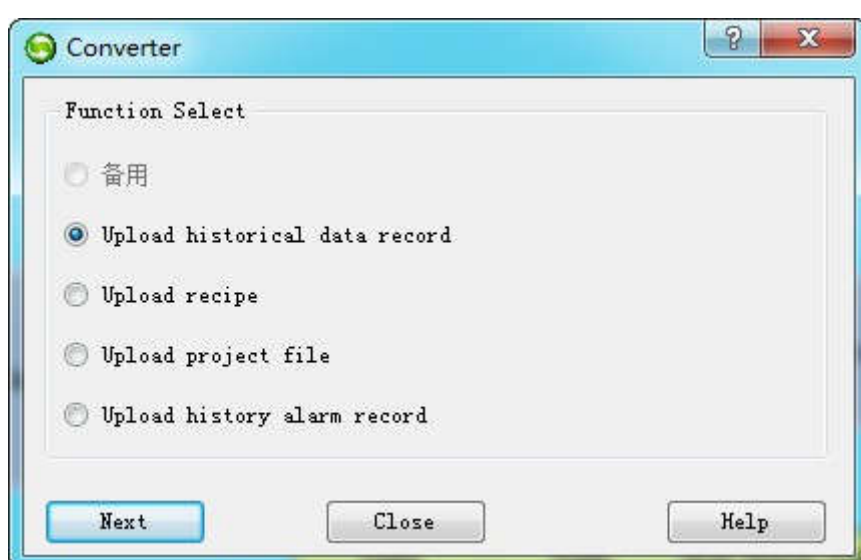 Converter
Function Select
备用
Upload historical data record
Upload recipe
Upload project file
Upload history alarm record
Next Close Help